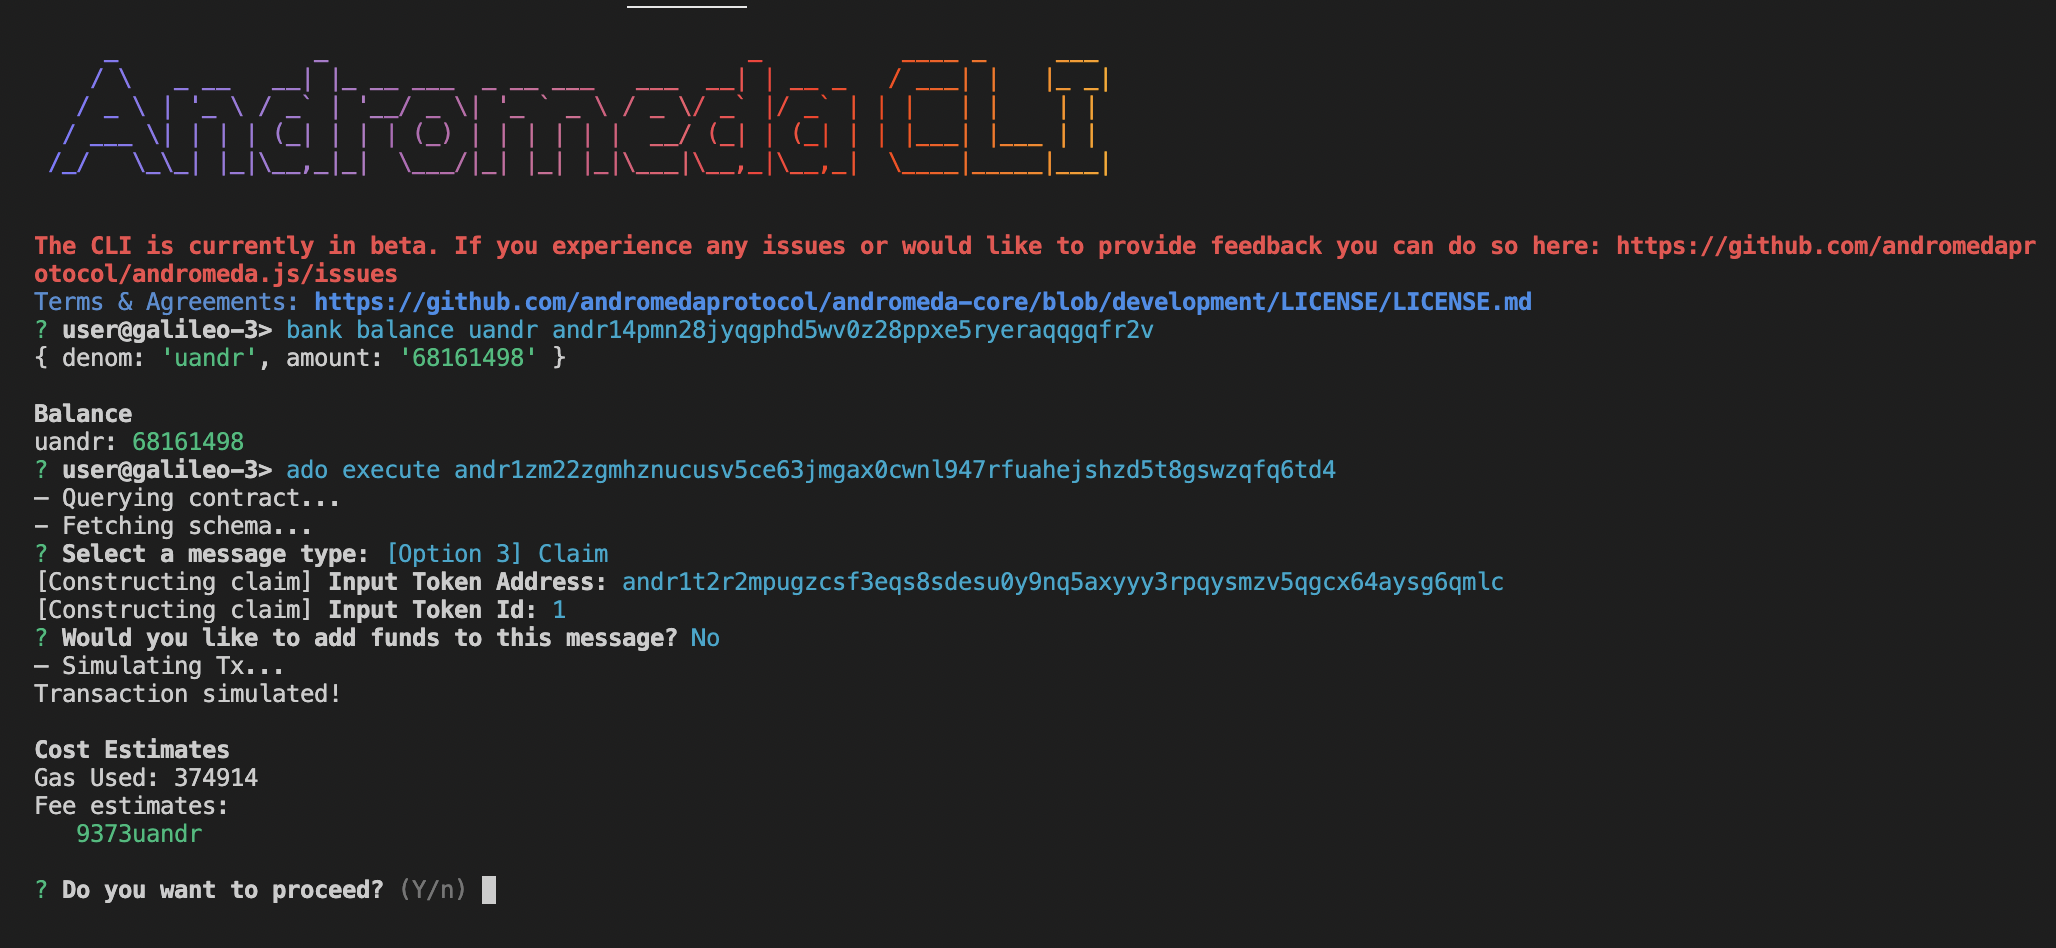 Andromeda CLI
The CLI is currently in beta. If you experience any issues or would like to provide feedback you can do so here: https://github.com/andromedapr
otocol/andromeda.js/issues
Terms & Agreements: https://github.com/andromedaprotocol/andromeda-core/blob/development/LICENSE/LICENSE.md
? user@galileo-3> bank balance uandr andr14pmn28jyqgphd5wv0z28ppxe5ryeraqqgqfr2v
{ denom: 'uandr', amount: '68161498' }
Balance
uandr: 68161498
? user@galileo-3> ado execute andr1zm22zgmhznucusv5ce63jmgax0cwnl947rfuahejshzd5t8gswzqfq6td4
– Querying contract...
– Fetching schema...
? Select a message type: [Option 3] Claim
[Constructing claim] Input Token Address: andr1t2r2mpugzcsf3eqs8sdesu0y9nq5axyyy3rpqysmzv5qgcx64aysg6qmlc
[Constructing claim] Input Token Id: 1
? Would you like to add funds to this message? No
– Simulating Tx...
Transaction simulated!
Cost Estimates
Gas Used: 374914
Fee estimates:
9373uandr
? Do you want to proceed? (Y/n)